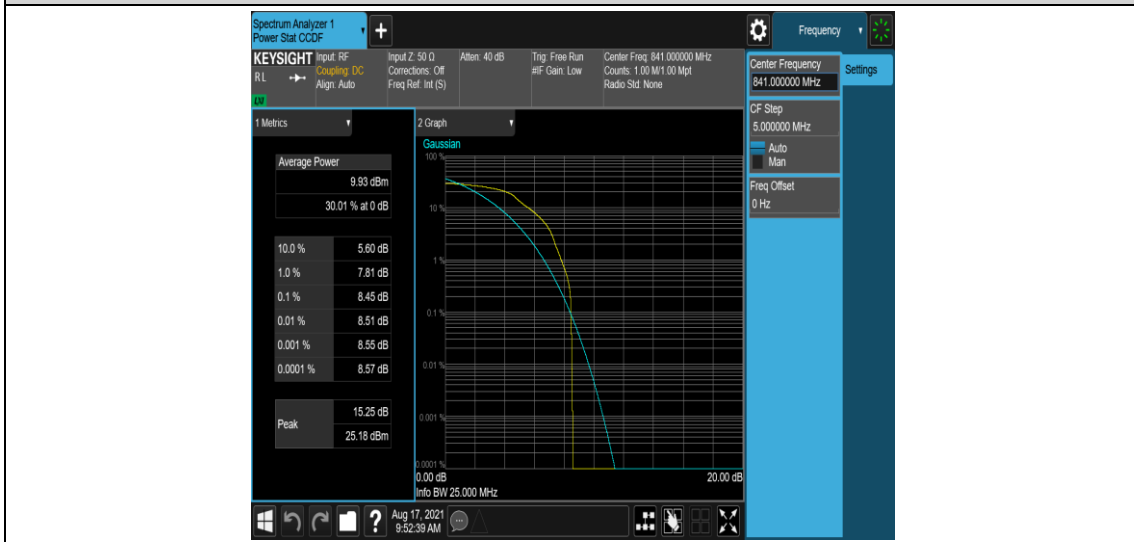 Spectrum Analyzer 1
Power Stat CCDF
+
Frequency
KEYSIGHT
RL
LXI
Input: RF
Coupling: DC
Align: Auto
Input Z: 50 Ω
Corrections: Off
Freq Ref: Int (S)
Atten: 40 dB
Trig: Free Run
#IF Gain: Low
Center Freq: 841.000000 MHz
Counts: 1.00 M/1.00 Mpt
Radio Std: None
Center Frequency
841.000000 MHz
Settings
CF Step
5.000000 MHz
Auto
Man
Freq Offset
0 Hz
1 Metrics
Average Power
9.93 dBm
30.01 % at 0 dB
10.0 % 5.60 dB
1.0 % 7.81 dB
0.1 % 8.45 dB
0.01 % 8.51 dB
0.001 % 8.55 dB
0.0001 % 8.57 dB
Peak
15.25 dB
25.18 dBm
2 Graph
Gaussian
100 %
10 %
1 %
0.1 %
0.01 %
0.001 %
0.0001 %
0.00 dB 20.00 dB
Info BW 25.000 MHz
?
Aug 17, 2021
9:52:39 AM